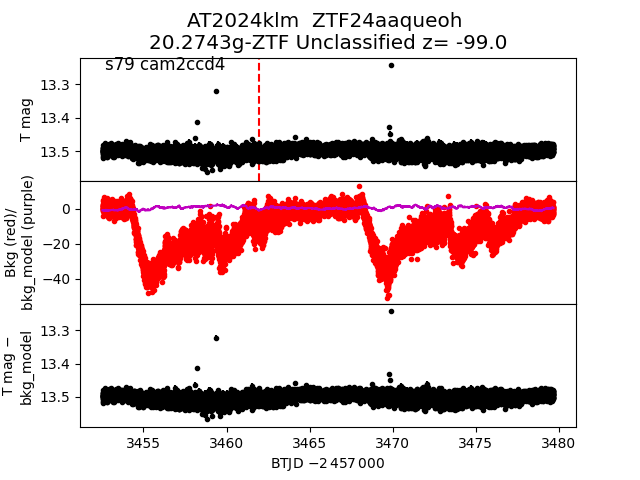 AT2024klm ZTF24aaqueoh
20.2743g-ZTF Unclassified z= -99.0
s79 cam2ccd4
T mag
13.3
13.4
13.5
Bkg (red)/
bkg_model (purple)
0
−20
−40
T mag −
bkg_model
13.3
13.4
13.5
3455 3460 3465 3470 3475 3480
BTJD −2 457 000